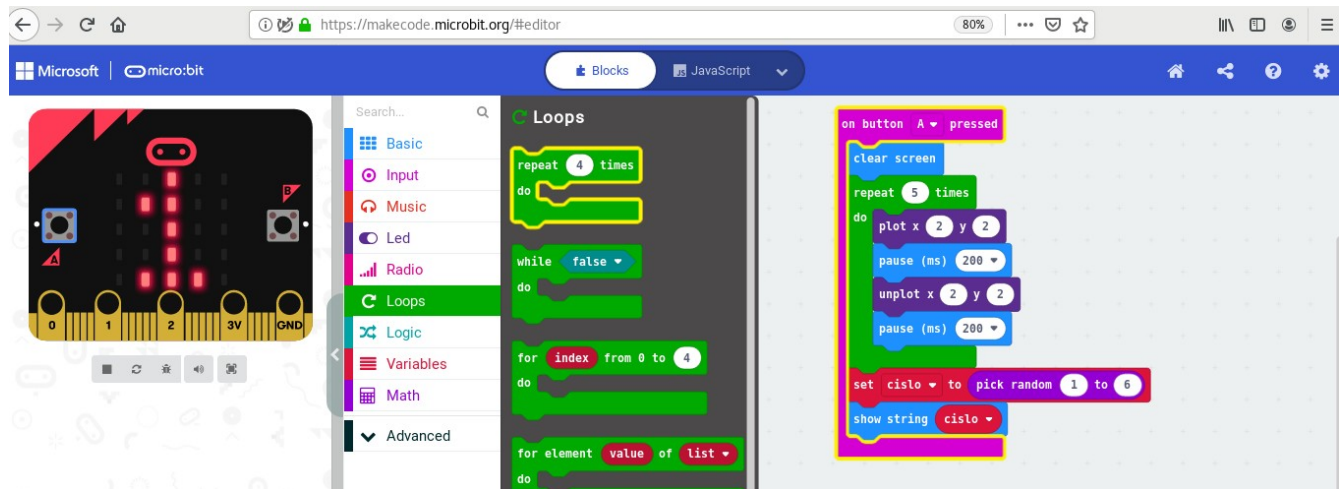 https://makecode.microbit.org/#editor
80%
Microsoft
micro:bit
Blocks
JS JavaScript
A
B
0 1 2 3V GND
Search...
Basic
Input
Music
Led
Radio
Loops
Logic
Variables
Math
Advanced
Loops
repeat 4 times
do
while false
do
for index from 0 to 4
do
for element value of list
do
on button A pressed
clear screen
repeat 5 times
do
plot x 2 y 2
pause (ms) 200
unplot x 2 y 2
pause (ms) 200
set cislo to pick random 1 to 6
show string cislo